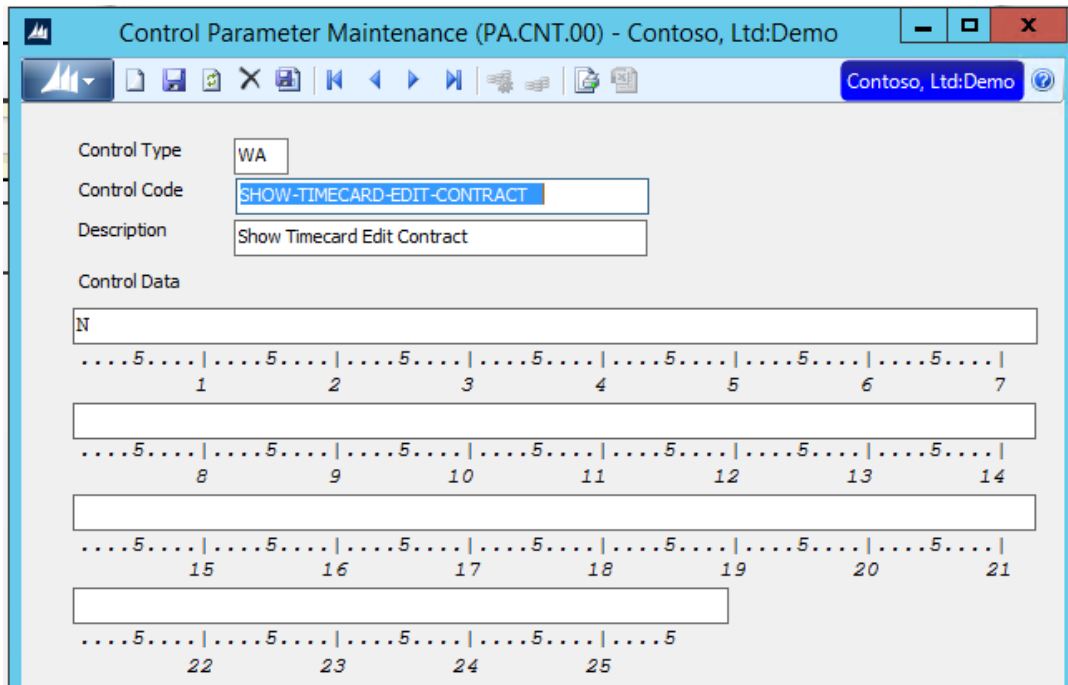 Control Parameter Maintenance (PA.CNT.00) - Contoso, Ltd:Demo
Contoso, Ltd:Demo
Control Type WA
Control Code SHOW-TIMECARD-EDIT-CONTRACT
Description Show Timecard Edit Contract
Control Data
N
....5....|....5....|....5....|....5....|....5....|....5....|....5....|
1 2 3 4 5 6 7
....5....|....5....|....5....|....5....|....5....|....5....|....5....|
8 9 10 11 12 13 14
....5....|....5....|....5....|....5....|....5....|....5....|....5....|
15 16 17 18 19 20 21
....5....|....5....|....5....|....5....|....5
22 23 24 25